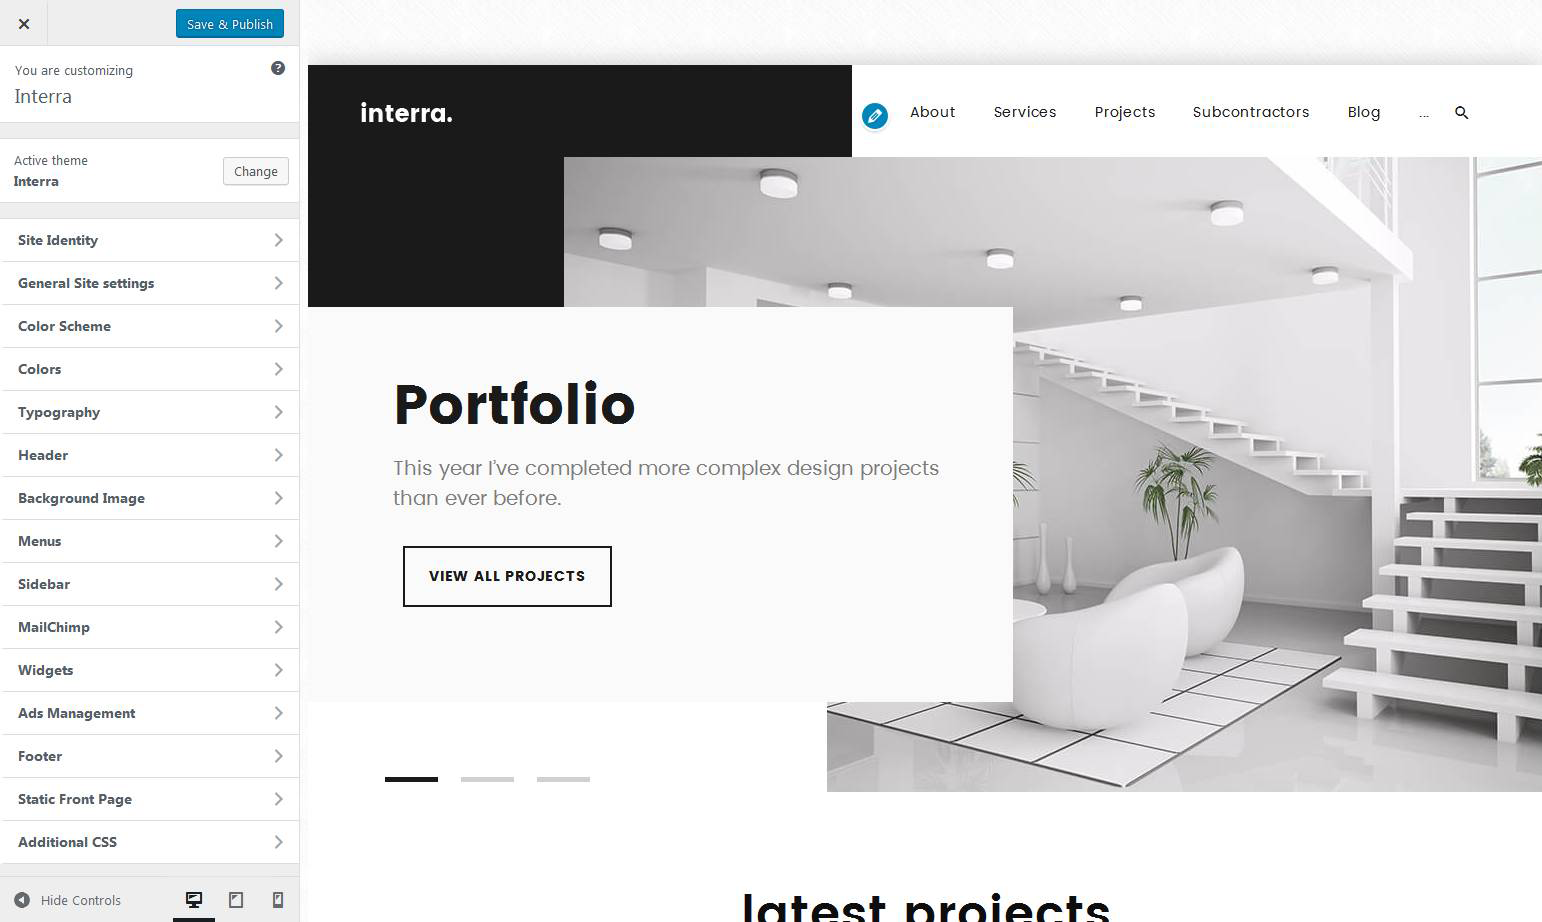 Save & Publish
You are customizing
Interra
Active theme
Interra
Change
Site Identity
General Site settings
Color Scheme
Colors
Typography
Header
Background Image
Menus
Sidebar
MailChimp
Widgets
Ads Management
Footer
Static Front Page
Additional CSS
Hide Controls
interra.
About Services Projects Subcontractors Blog ...
Portfolio
This year I've completed more complex design projects
than ever before.
VIEW ALL PROJECTS
latest projects